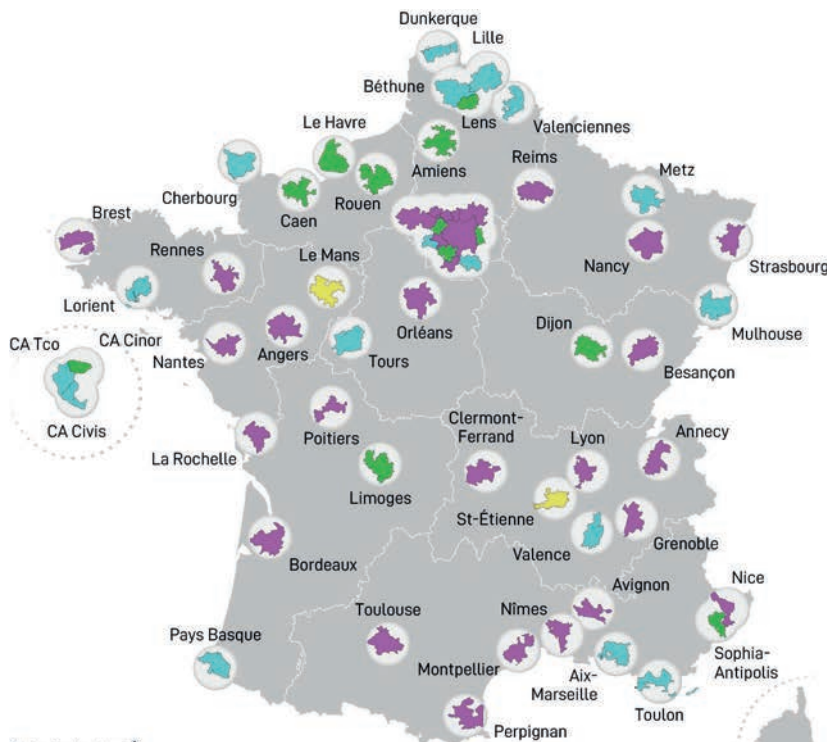 Dunkerque
Lille
Béthune
Lens
Valenciennes
Le Havre
Amiens
Reims
Metz
Cherbourg
Caen
Rouen
Brest
Rennes
Le Mans
Nancy
Strasbourg
Lorient
Orléans
Mulhouse
CA Tco
CA Cinor
Nantes
Angers
Tours
Dijon
Besançon
CA Civis
Poitiers
Clermont-
Ferrand
Lyon
Annecy
La Rochelle
Limoges
St-Étienne
Valence
Grenoble
Bordeaux
Avignon
Nice
Toulouse
Nîmes
Pays Basque
Montpellier
Aix-
Marseille
Sophia-
Antipolis
Toulon
Perpignan